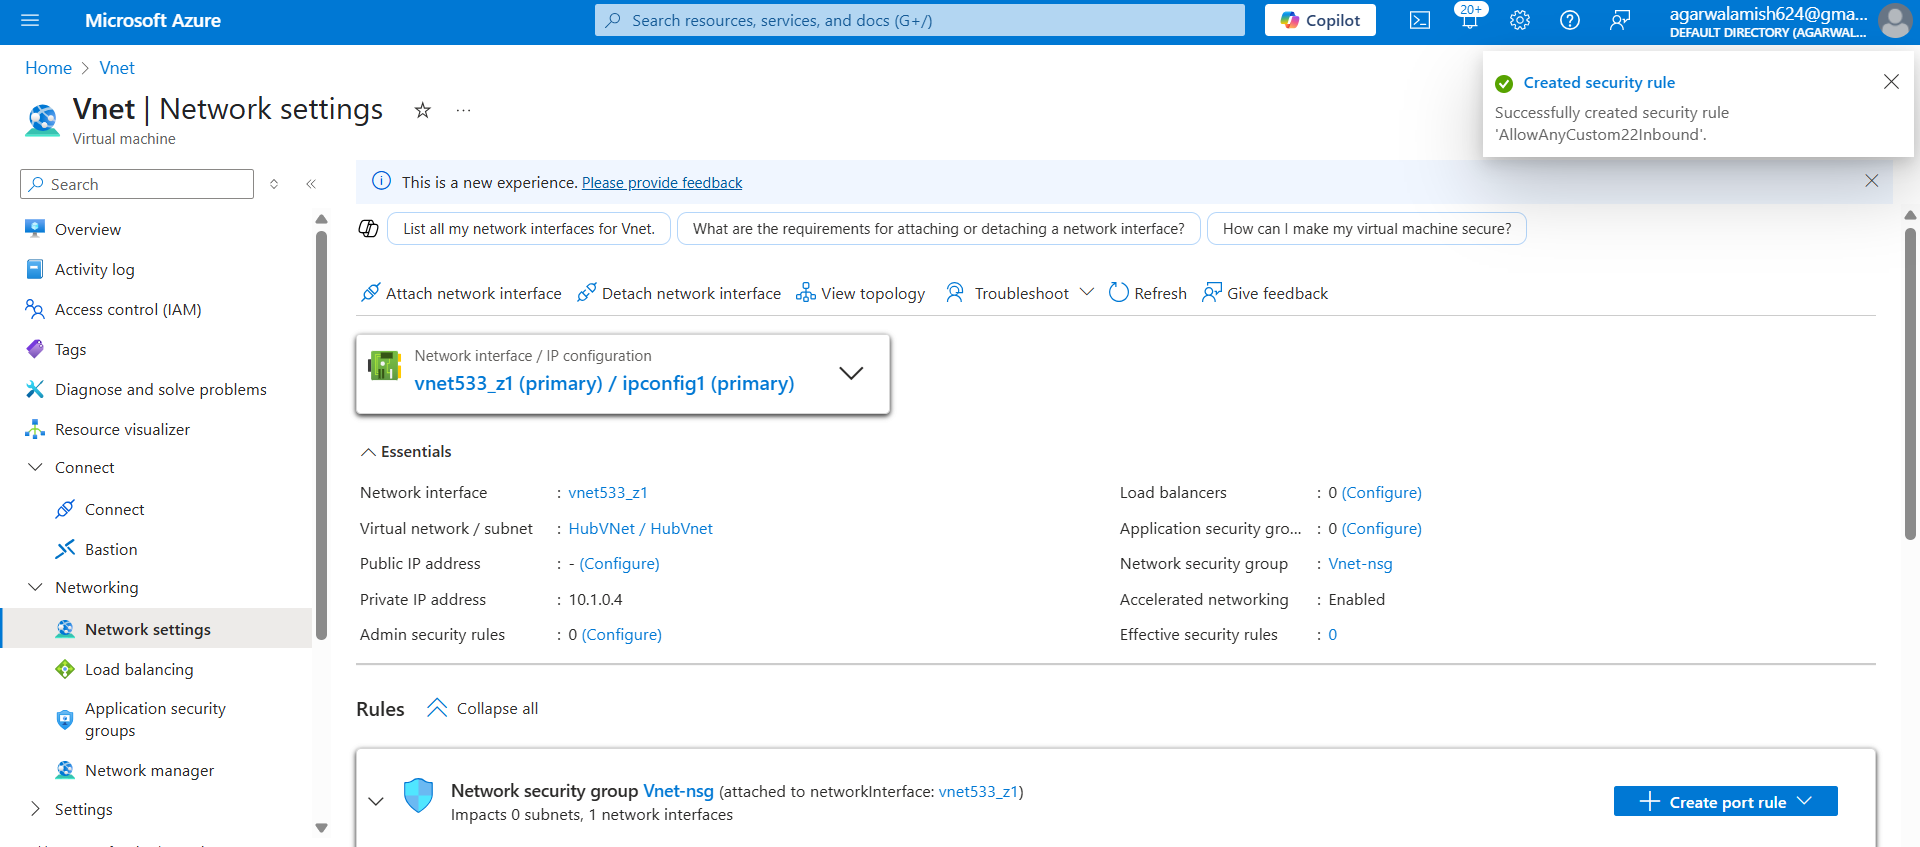 Microsoft Azure
Search resources, services, and docs (G+/)
Copilot
20+
agarwalamish624@gma...
DEFAULT DIRECTORY (AGARWAL...
Home > Vnet
Created security rule
Successfully created security rule
'AllowAnyCustom22Inbound'.
Vnet | Network settings
...
Virtual machine
Search
This is a new experience. Please provide feedback
List all my network interfaces for Vnet.
What are the requirements for attaching or detaching a network interface?
How can I make my virtual machine secure?
Overview
Activity log
Access control (IAM)
Tags
Diagnose and solve problems
Resource visualizer
Connect
Connect
Bastion
Networking
Network settings
Load balancing
Application security
groups
Network manager
Settings
Attach network interface
Detach network interface
View topology
Troubleshoot
Refresh
Give feedback
Network interface / IP configuration
vnet533_z1 (primary) / ipconfig1 (primary)
Essentials
Network interface : vnet533_z1
Virtual network / subnet : HubVNet / HubVnet
Public IP address : - (Configure)
Private IP address : 10.1.0.4
Admin security rules : 0 (Configure)
Load balancers : 0 (Configure)
Application security gro... : 0 (Configure)
Network security group : Vnet-nsg
Accelerated networking : Enabled
Effective security rules : 0
Rules
Collapse all
Network security group Vnet-nsg (attached to networkInterface: vnet533_z1)
Impacts 0 subnets, 1 network interfaces
Create port rule